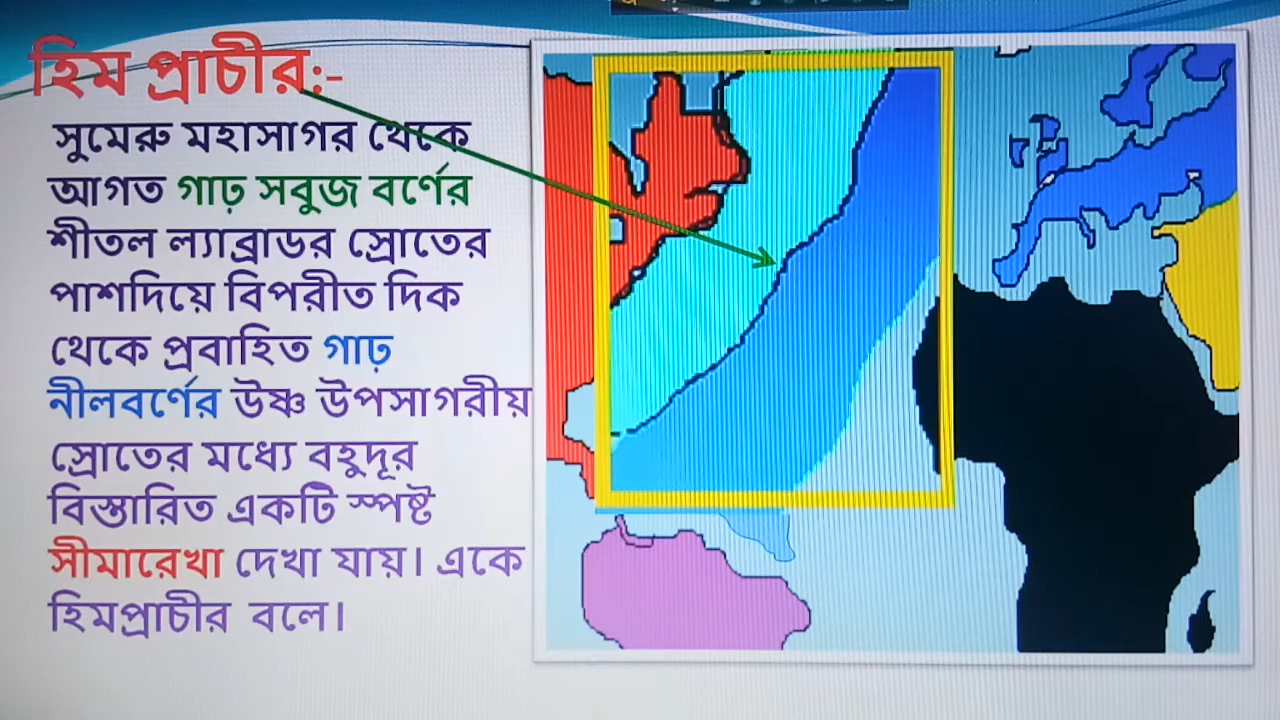 হিম প্রাচীর:-
সুমেরু মহাসাগর থেকে
আগত গাঢ় সবুজ বর্ণের
শীতল ল্যাব্রাডর স্রোতের
পাশদিয়ে বিপরীত দিক
থেকে প্রবাহিত গাঢ়
নীলবর্ণের উষ্ণ উপসাগরীয়
স্রোতের মধ্যে বহুদূর
বিস্তারিত একটি স্পষ্ট
সীমারেখা দেখা যায়। একে
হিমপ্রাচীর বলে।